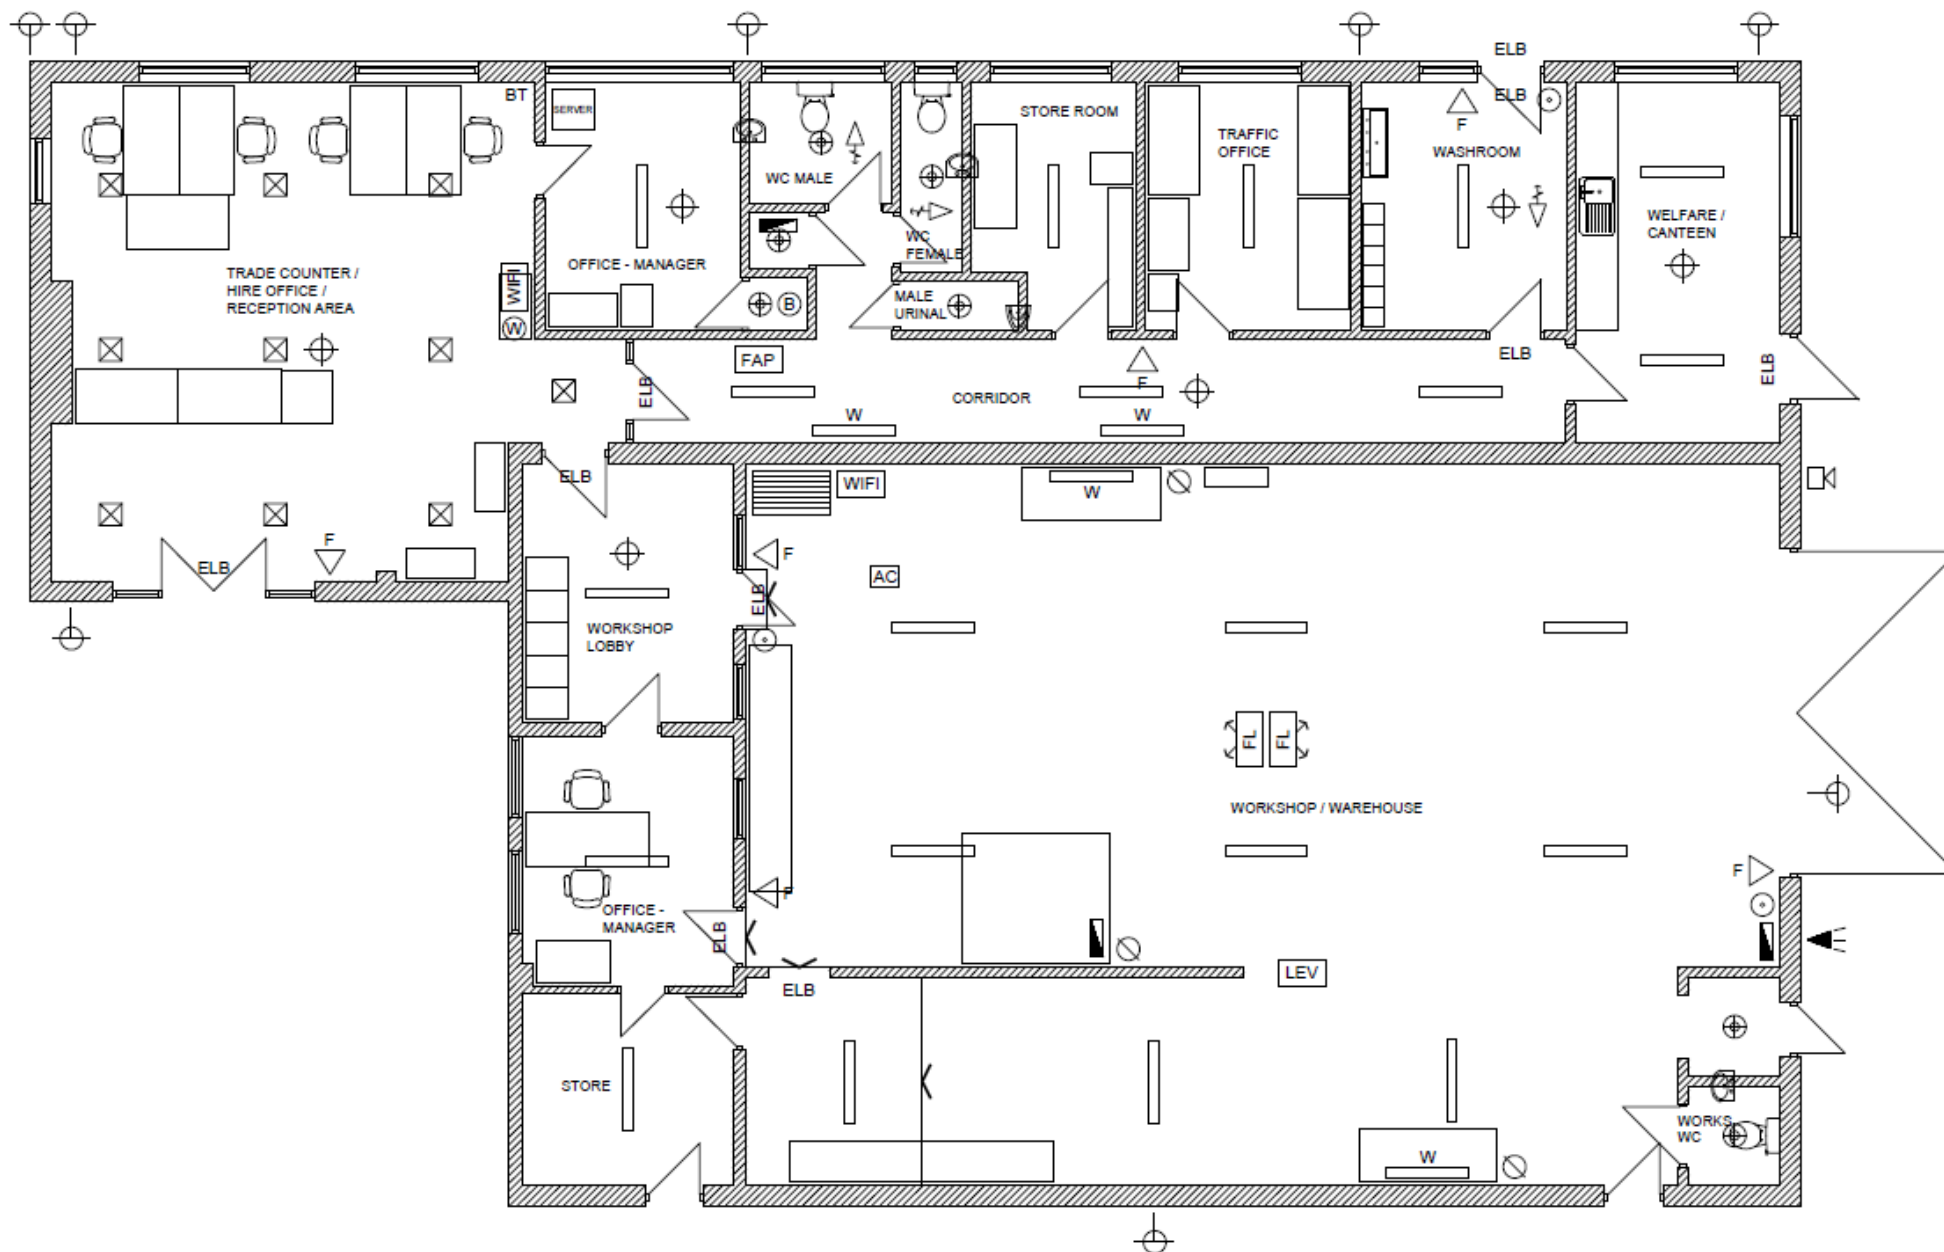 ELB
BT
SERVER
ELB
F
STORE ROOM
TRAFFIC
OFFICE
WASHROOM
WC MALE
WC
FEMALE
WELFARE /
CANTEEN
OFFICE - MANAGER
TRADE COUNTER /
HIRE OFFICE /
RECEPTION AREA
WIFI
W
B
MALE
URINAL
FAP
F
ELB
ELB
ELB
CORRIDOR
W
W
ELB
WIFI
W
F
ELB
F
AC
ELB
WORKSHOP
LOBBY
FL
FL
WORKSHOP / WAREHOUSE
F
F
OFFICE -
MANAGER
ELB
LEV
ELB
STORE
WORKS
WC
W